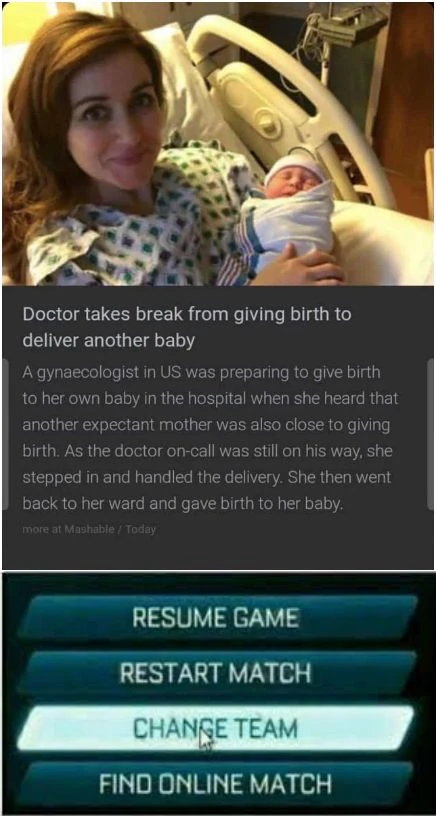 Doctor takes break from giving birth to
deliver another baby
A gynaecologist in US was preparing to give birth
to her own baby in the hospital when she heard that
another expectant mother was also close to giving
birth. As the doctor on-call was still on his way, she
stepped in and handled the delivery. She then went
back to her ward and gave birth to her baby.
more at Mashable / Today
RESUME GAME
RESTART MATCH
CHANGE TEAM
FIND ONLINE MATCH